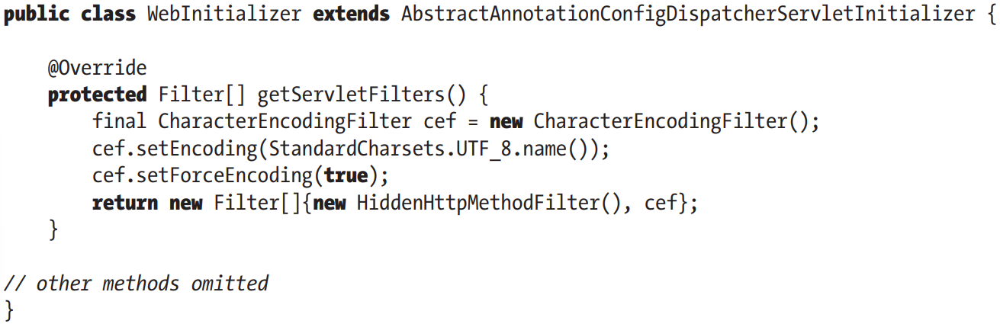 public class WebInitializer extends AbstractAnnotationConfigDispatcherServletInitializer {
@Override
protected Filter[] getServletFilters() {
final CharacterEncodingFilter cef = new CharacterEncodingFilter();
cef.setEncoding(StandardCharsets.UTF_8.name());
cef.setForceEncoding(true);
return new Filter[]{new HiddenHttpMethodFilter(), cef};
}
// other methods omitted
}